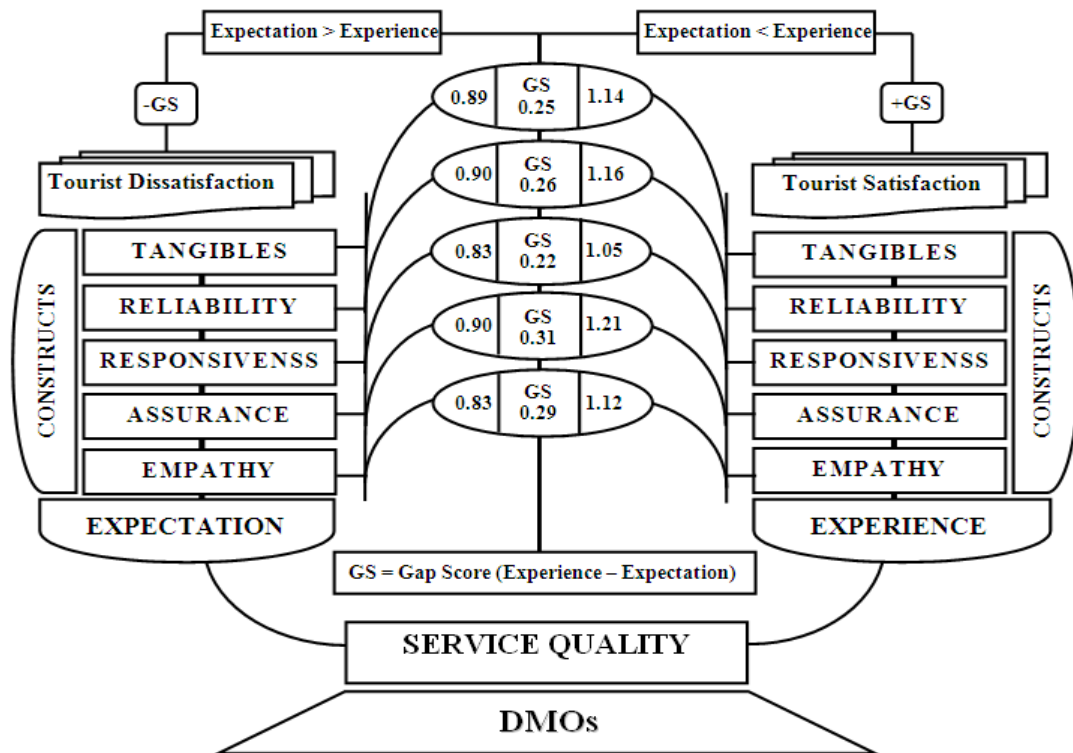 Expectation > Experience
Expectation < Experience
-GS
+GS
0.89
GS
0.25
1.14
Tourist Dissatisfaction
0.90
GS
0.26
1.16
Tourist Satisfaction
CONSTRUCTS
TANGIBLES
RELIABILITY
RESPONSIVENSS
ASSURANCE
EMPATHY
EXPECTATION
0.83
GS
0.22
1.05
0.90
GS
0.31
1.21
0.83
GS
0.29
1.12
TANGIBLES
RELIABILITY
RESPONSIVENSS
ASSURANCE
EMPATHY
EXPERIENCE
CONSTRUCTS
GS = Gap Score (Experience – Expectation)
SERVICE QUALITY
DMOs